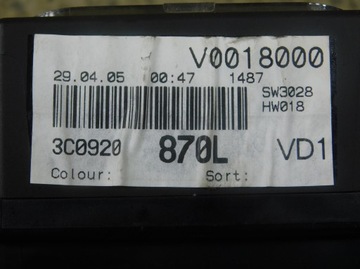 V0018000
29.04.05 00:47 1487
SW3028
HW018
3C0920 870L VD1
Colour: Sort: